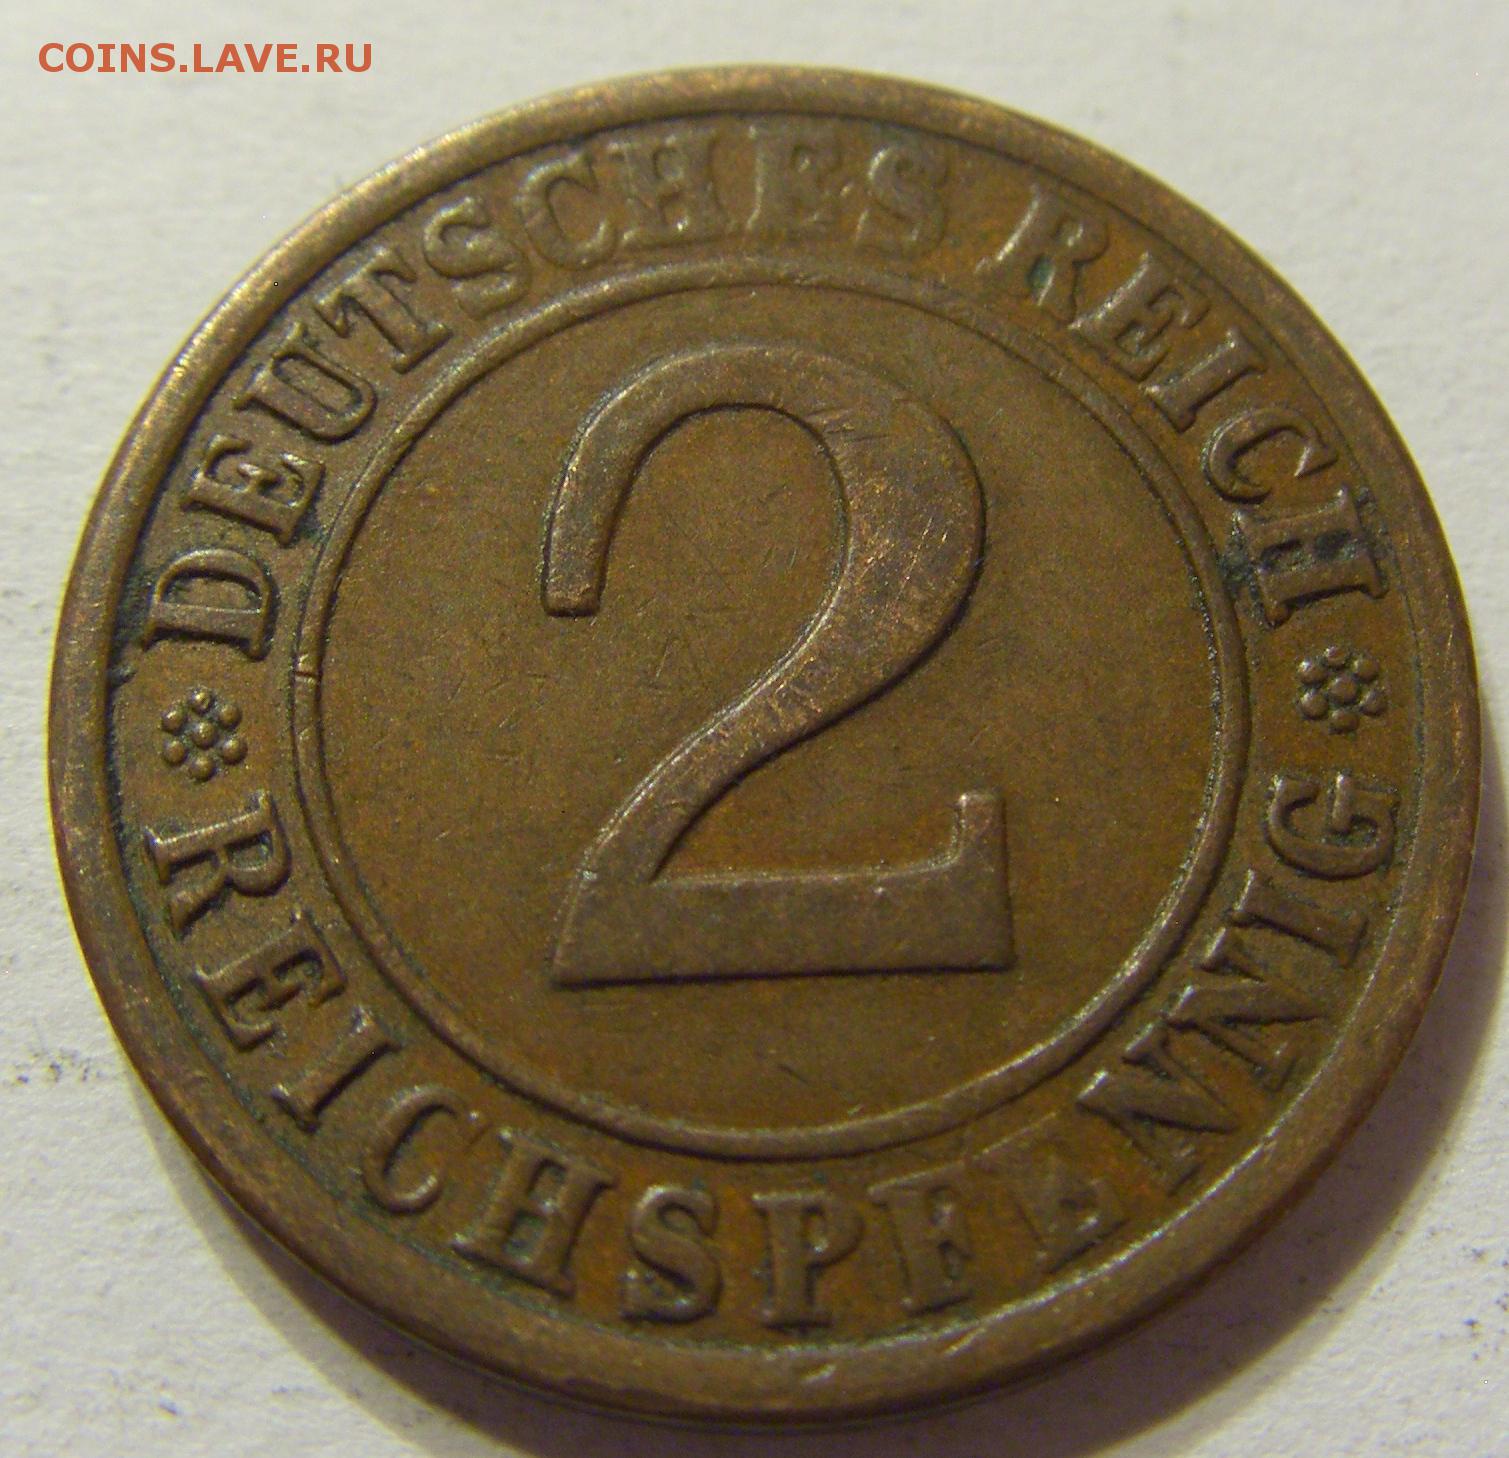 COINS.LAVE.RU
DEUTSCHES REICH
2
REICHSPFENNIG